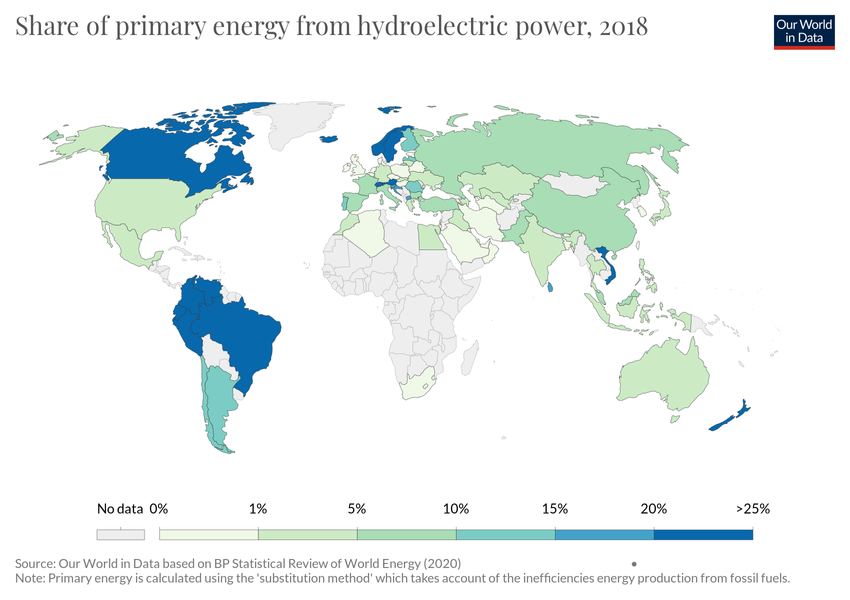 Share of primary energy from hydroelectric power, 2018
Our World
in Data
No data 0% 1% 5% 10% 15% 20% >25%
Source: Our World in Data based on BP Statistical Review of World Energy (2020)
Note: Primary energy is calculated using the 'substitution method' which takes account of the inefficiencies energy production from fossil fuels.